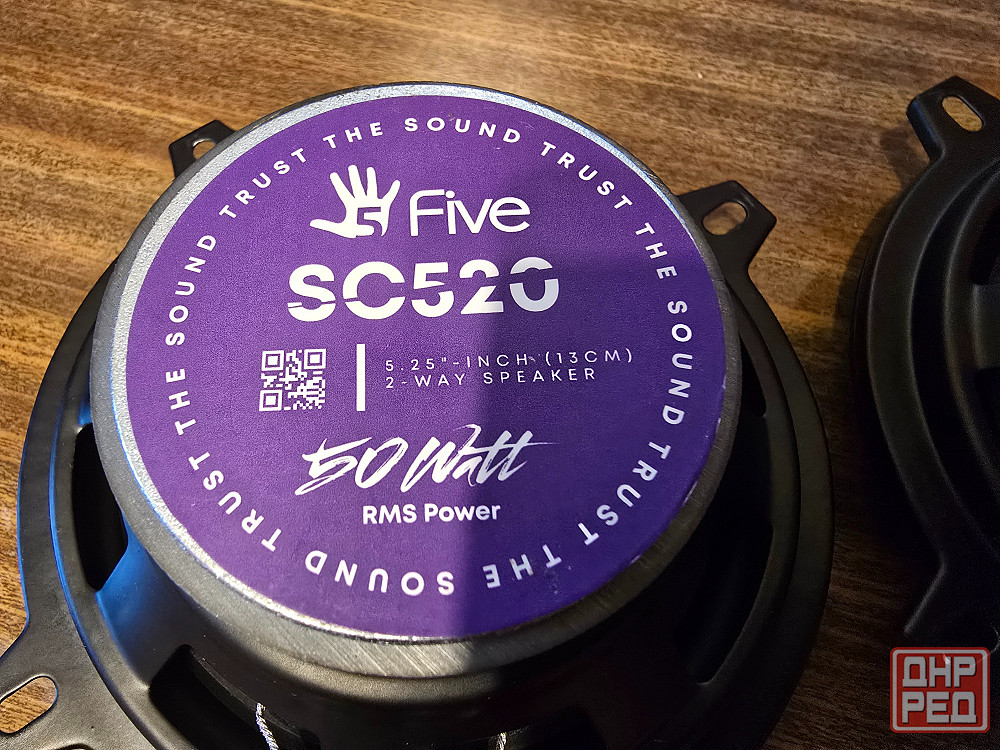 TRUST THE SOUND TRUST THE SOUND TRUST THE SOUND TRUST THE SOUND
5 Five
SC520
5.25"-INCH (13CM)
2-WAY SPEAKER
50 Watt
RMS Power
ДНР
РЕД